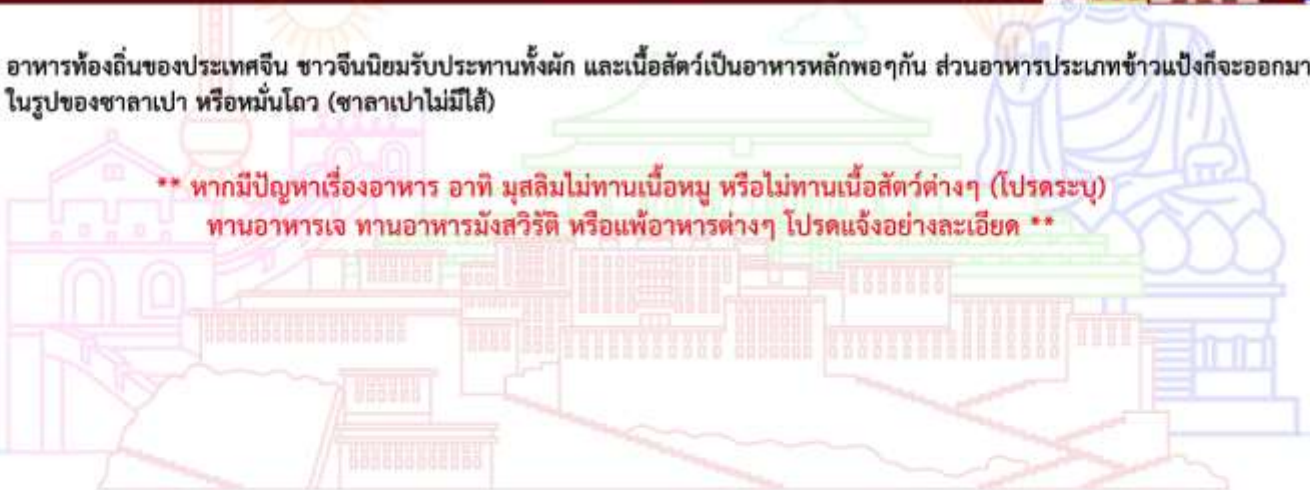 อาหารท้องถิ่นของประเทศจีน ชาวจีนนิยมรับประทานทั้งผัก และเนื้อสัตว์เป็นอาหารหลักพอๆกัน ส่วนอาหารประเภทข้าวแป้งก็จะออกมา
ในรูปของซาลาเปา หรือหมั่นโถว (ซาลาเปาไม่มีไส้)
** หากมีปัญหาเรื่องอาหาร อาทิ มุสลิมไม่ทานเนื้อหมู หรือไม่ทานเนื้อสัตว์ต่างๆ (โปรดระบุ)
ทานอาหารเจ ทานอาหารมังสวิรัติ หรือแพ้อาหารต่างๆ โปรดแจ้งอย่างละเอียด **